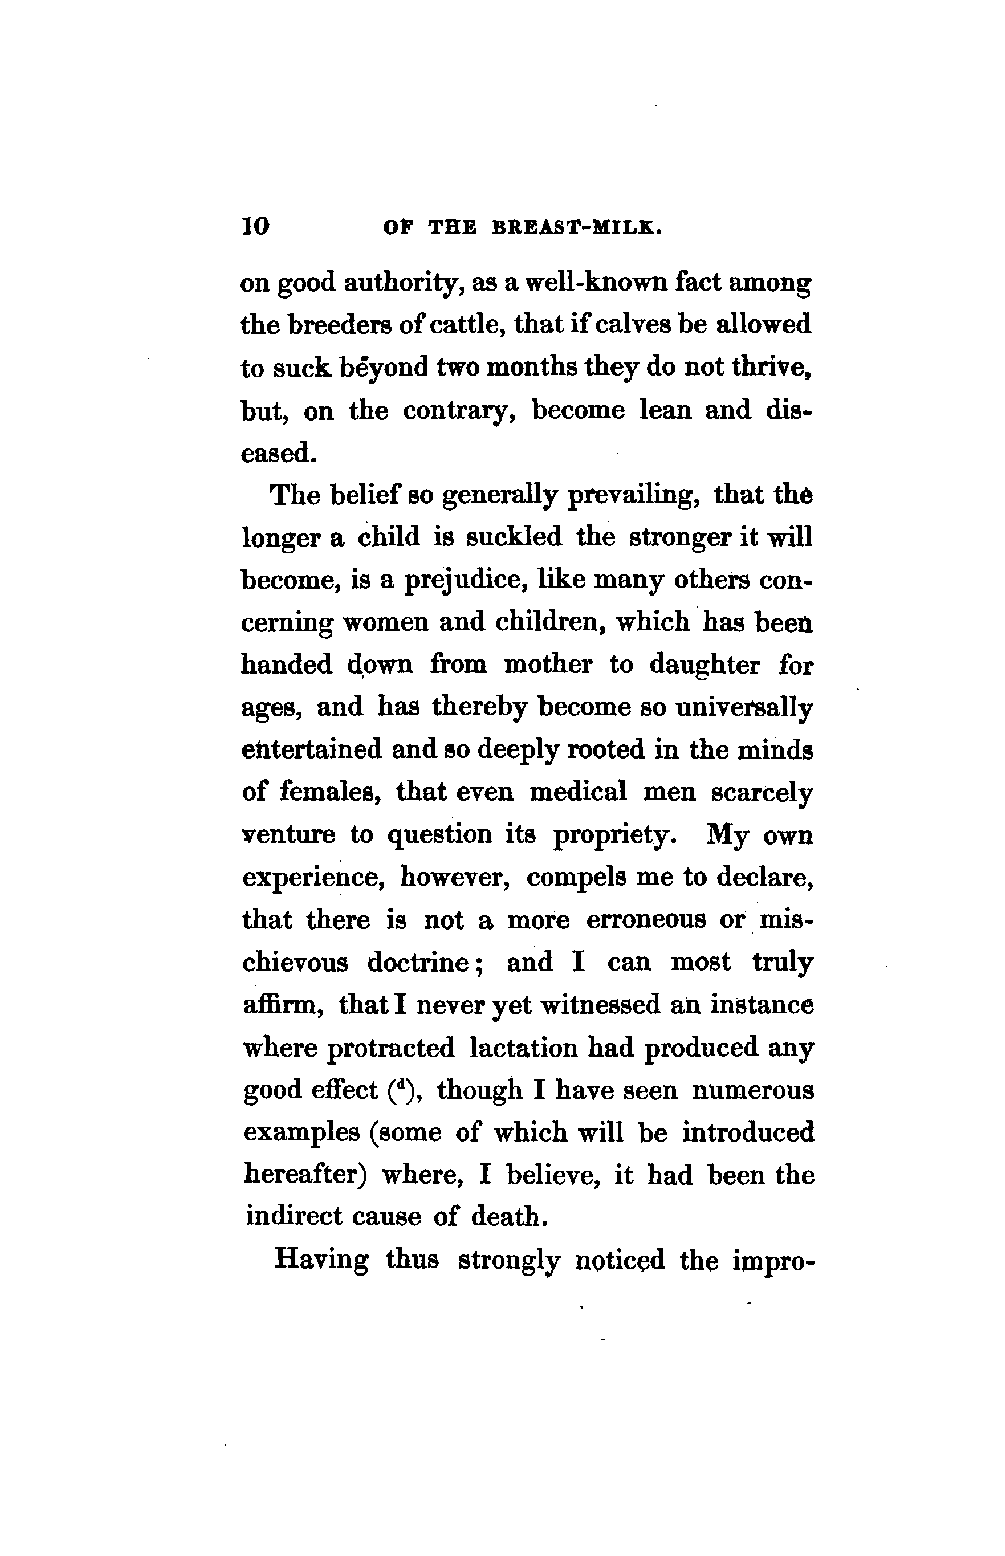 10 OF THE BREAST-MILK.
on good authority, as a well-known fact among
the breeders of cattle, that if calves be allowed
to suck beyond two months they do not thrive,
but, on the contrary, become lean and dis-
eased.
The belief so generally prevailing, that the
longer a child is suckled the stronger it will
become, is a prejudice, like many others con-
cerning women and children, which has been
handed down from mother to daughter for
ages, and has thereby become so universally
entertained and so deeply rooted in the minds
of females, that even medical men scarcely
venture to question its propriety. My own
experience, however, compels me to declare,
that there is not a more erroneous or mis-
chievous doctrine; and I can most truly
affirm, that I never yet witnessed an instance
where protracted lactation had produced any
good effect (ᵈ), though I have seen numerous
examples (some of which will be introduced
hereafter) where, I believe, it had been the
indirect cause of death.
Having thus strongly noticed the impro-